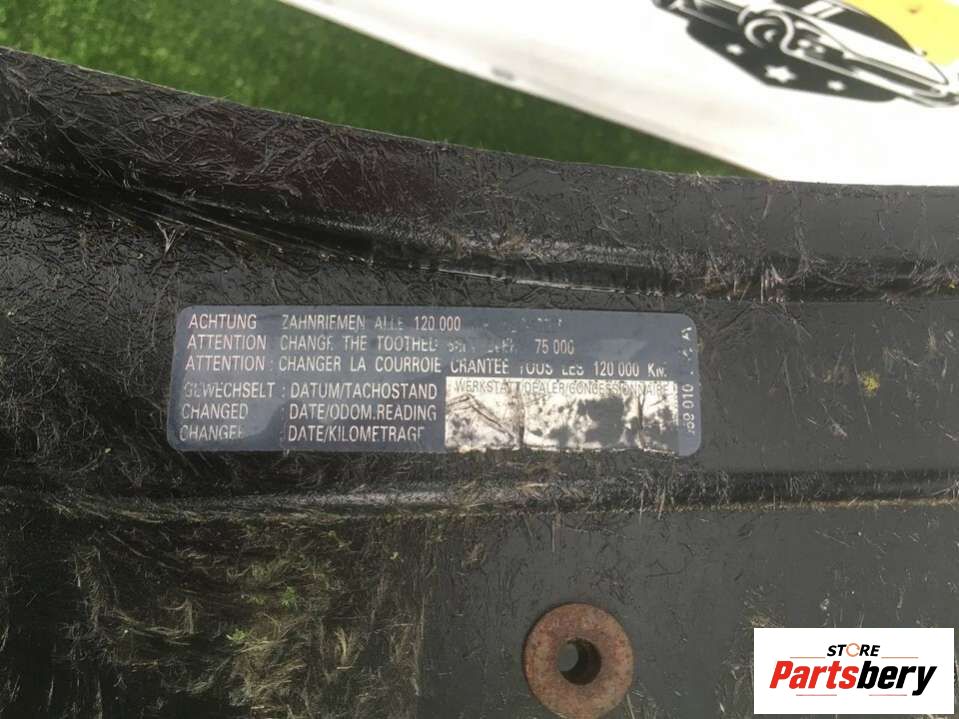 ACHTUNG ZAHNRIEMEN ALLE 120.000
ATTENTION CHANGE THE TOOTHED 75 000
ATTENTION : CHANGER LA COURROIE CRANTEE TOUS LES 120 000 KM.
GEWECHSELT : DATUM/TACHOSTAND WERKSTATT/DEALER/CONCESSIONNAIRE
CHANGED : DATE/ODOM.READING
CHANGEE : DATE/KILOMETRAGE
010
STORE
Partsbery